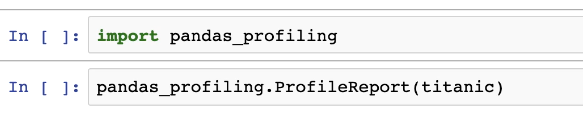 In [ ]: import pandas_profiling
In [ ]: pandas_profiling.ProfileReport(titanic)